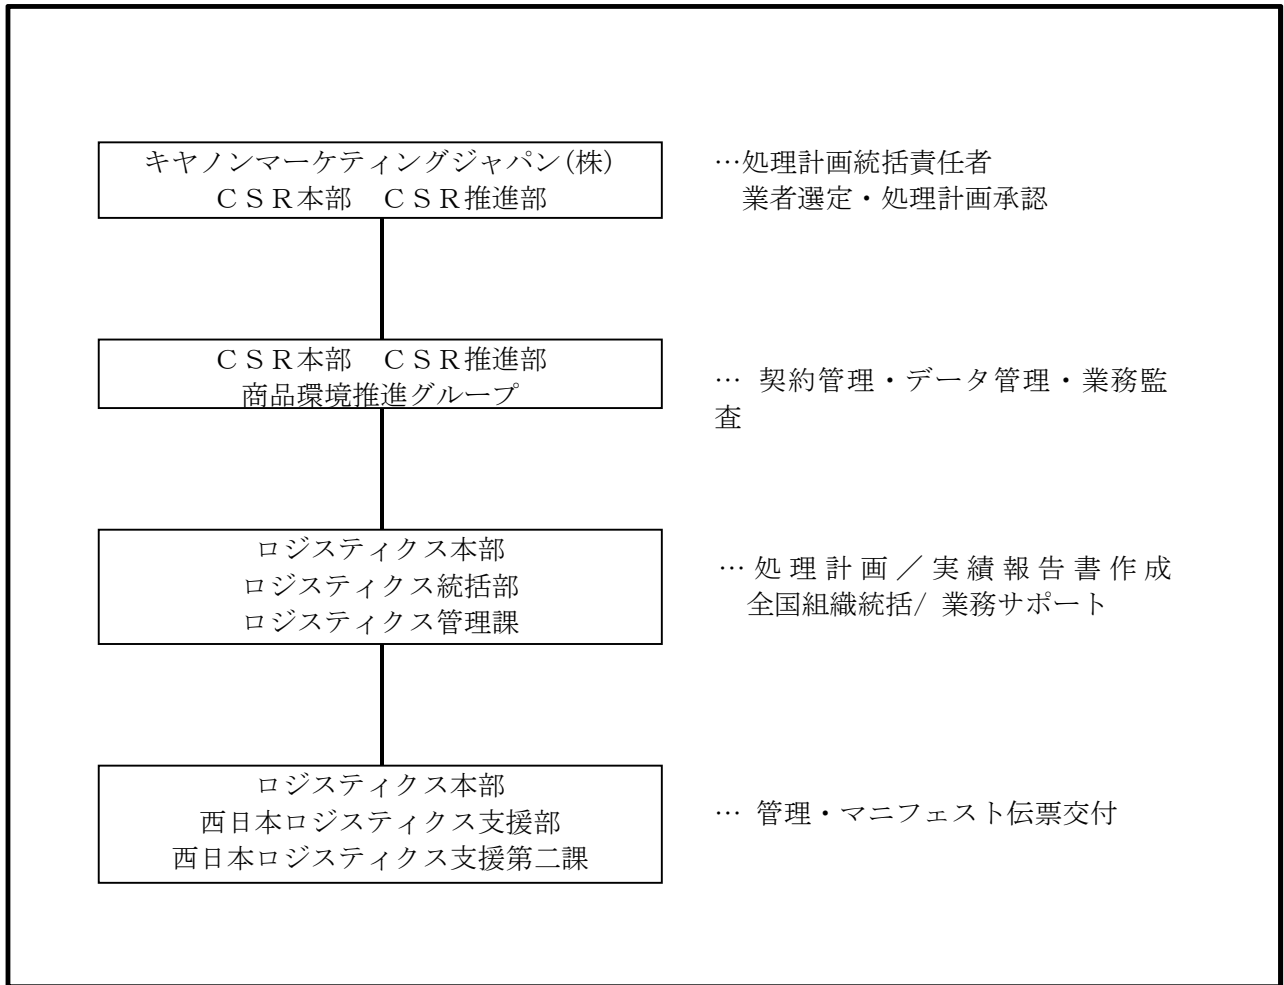 キヤノンマーケティングジャパン(株)
ＣＳＲ本部　ＣＳＲ推進部
…処理計画統括責任者
業者選定・処理計画承認
ＣＳＲ本部　ＣＳＲ推進部
商品環境推進グループ
… 契約管理・データ管理・業務監
査
ロジスティクス本部
ロジスティクス統括部
ロジスティクス管理課
…処理計画／実績報告書作成
全国組織統括/ 業務サポート
ロジスティクス本部
西日本ロジスティクス支援部
西日本ロジスティクス支援第二課
… 管理・マニフェスト伝票交付